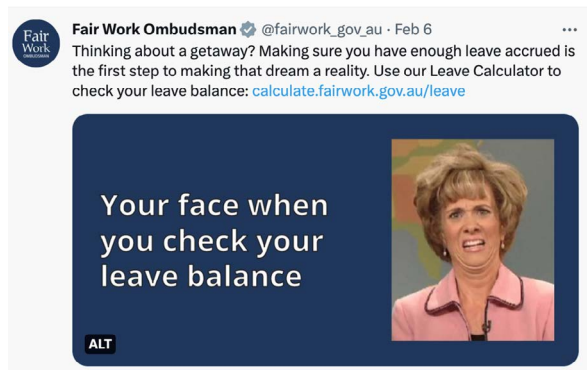 Fair Work Ombudsman @fairwork_gov_au · Feb 6
Fair
Work
OMBUDSMAN
Thinking about a getaway? Making sure you have enough leave accrued is
the first step to making that dream a reality. Use our Leave Calculator to
check your leave balance: calculate.fairwork.gov.au/leave
Your face when
you check your
leave balance
ALT